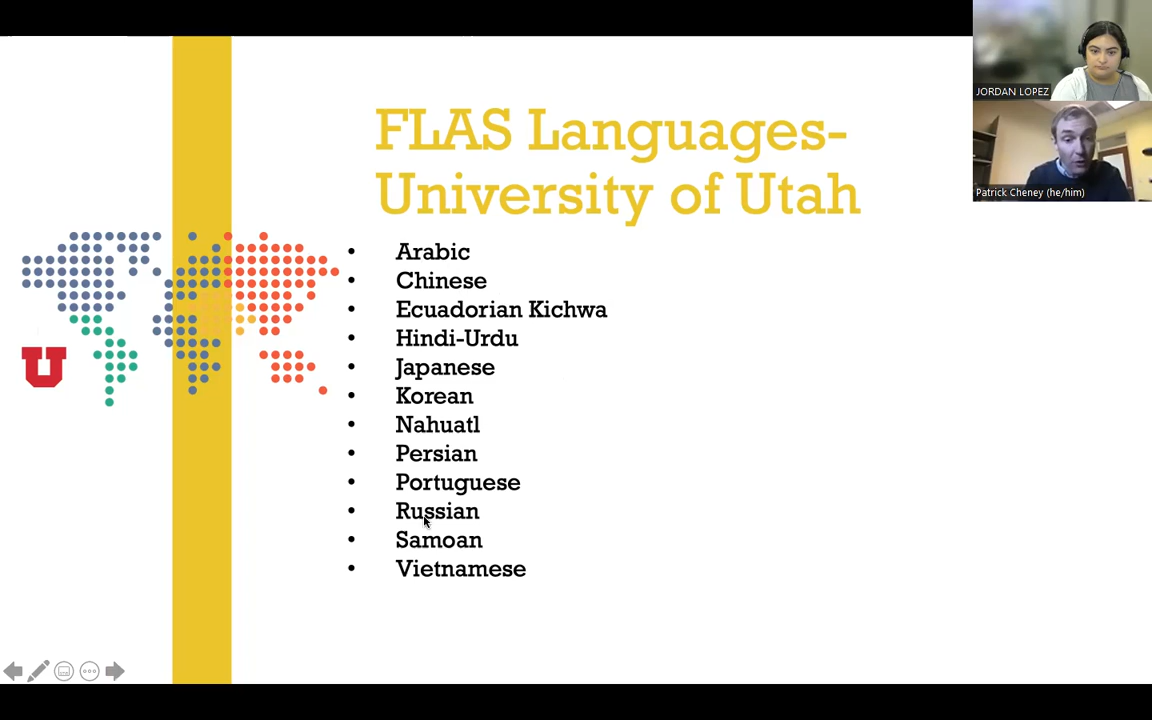 FLAS Languages-
University of Utah
• Arabic
• Chinese
• Ecuadorian Kichwa
• Hindi-Urdu
• Japanese
• Korean
• Nahuatl
• Persian
• Portuguese
• Russian
• Samoan
• Vietnamese
U
JORDAN LOPEZ
Patrick Cheney (he/him)